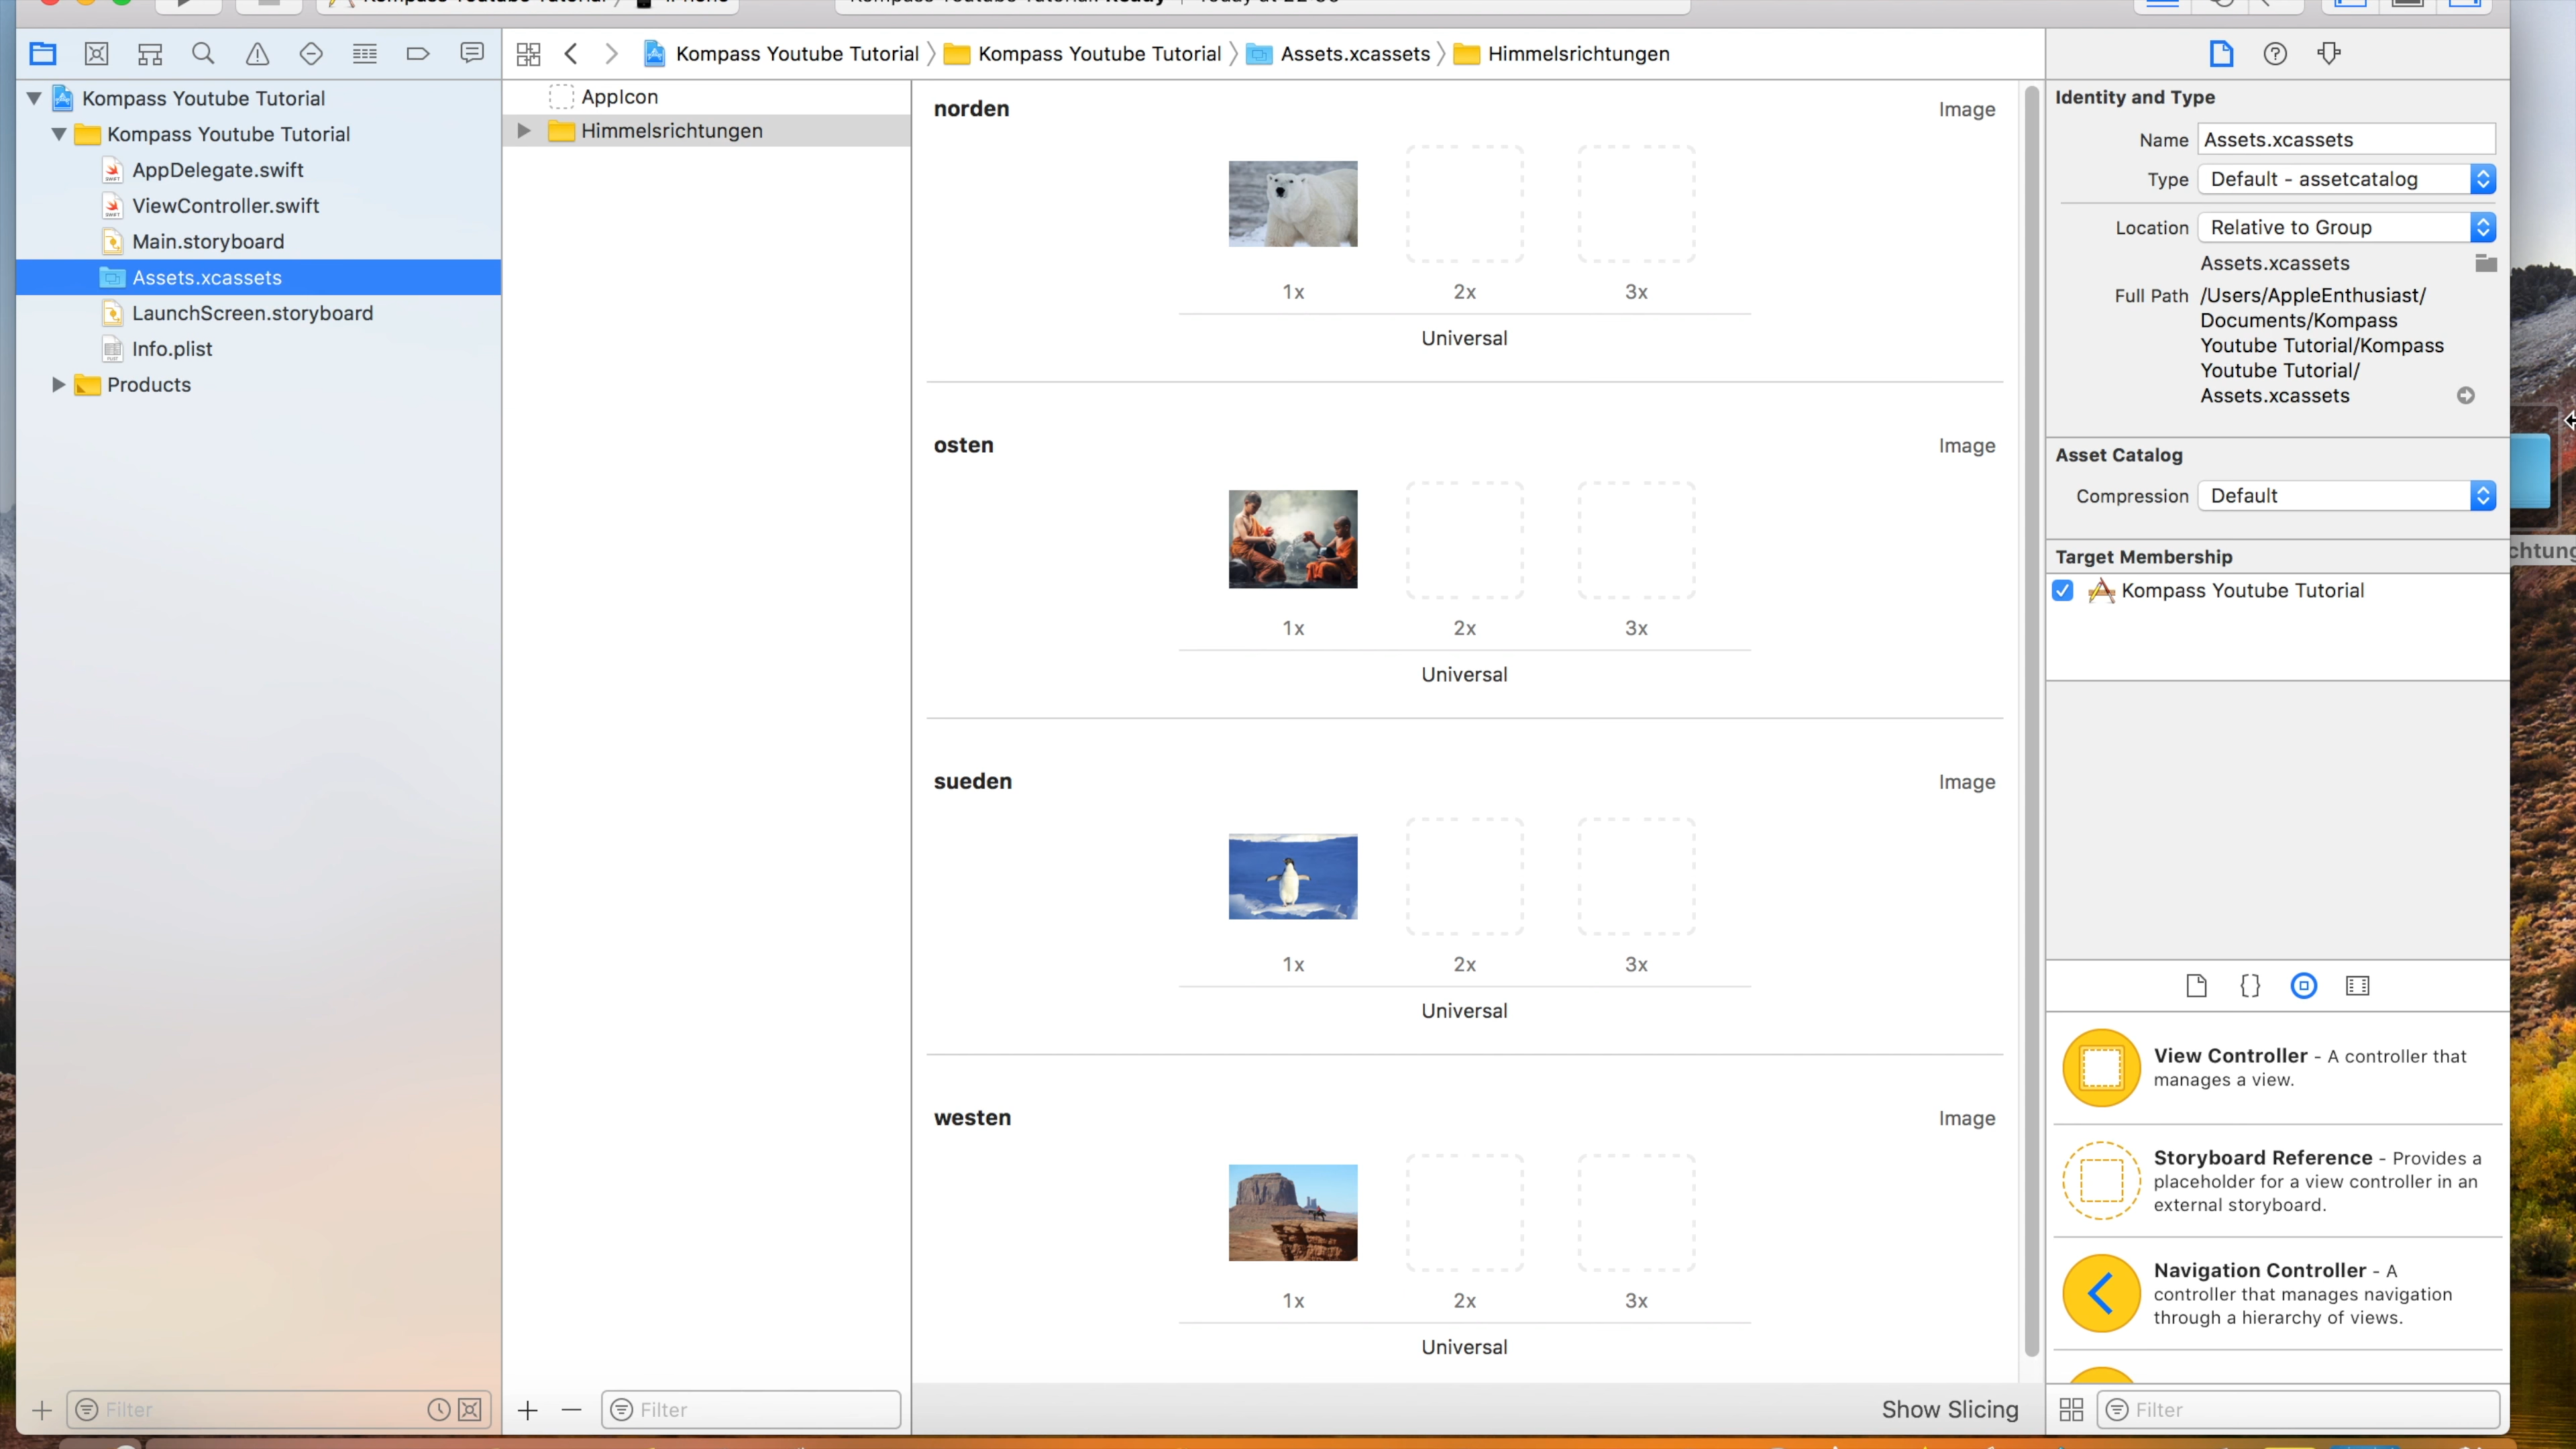 Kompass Youtube Tutorial
Kompass Youtube Tutorial
Assets.xcassets
Himmelsrichtungen
Kompass Youtube Tutorial
Kompass Youtube Tutorial
AppDelegate.swift
ViewController.swift
Main.storyboard
Assets.xcassets
LaunchScreen.storyboard
Info.plist
Products
Filter
AppIcon
Himmelsrichtungen
Filter
norden
Image
1x 2x 3x
Universal
osten
Image
1x 2x 3x
Universal
sueden
Image
1x 2x 3x
Universal
westen
Image
1x 2x 3x
Universal
Show Slicing
Identity and Type
Name Assets.xcassets
Type Default - assetcatalog
Location Relative to Group
Assets.xcassets
Full Path /Users/AppleEnthusiast/
Documents/Kompass
Youtube Tutorial/Kompass
Youtube Tutorial/
Assets.xcassets
Asset Catalog
Compression Default
Target Membership
Kompass Youtube Tutorial
View Controller - A controller that
manages a view.
Storyboard Reference - Provides a
placeholder for a view controller in an
external storyboard.
Navigation Controller - A
controller that manages navigation
through a hierarchy of views.
Filter